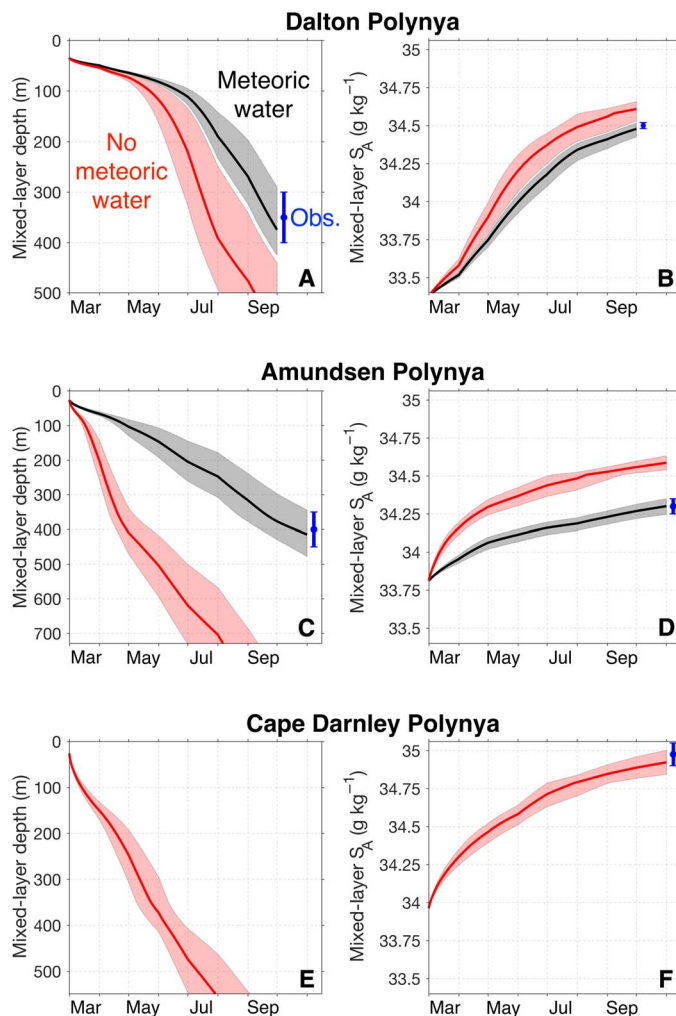 Dalton Polynya
0
100
200
300
400
500
Mixed-layer depth (m)
Meteoric
water
No
meteoric
water
Obs.
A
Mar May Jul Sep
35
34.75
34.5
34.25
34
33.75
33.5
Mixed-layer S_A (g kg⁻¹)
B
Mar May Jul Sep
Amundsen Polynya
0
100
200
300
400
500
600
700
Mixed-layer depth (m)
C
Mar May Jul Sep
35
34.75
34.5
34.25
34
33.75
33.5
Mixed-layer S_A (g kg⁻¹)
D
Mar May Jul Sep
Cape Darnley Polynya
0
100
200
300
400
500
Mixed-layer depth (m)
E
Mar May Jul Sep
35
34.75
34.5
34.25
34
33.75
33.5
Mixed-layer S_A (g kg⁻¹)
F
Mar May Jul Sep